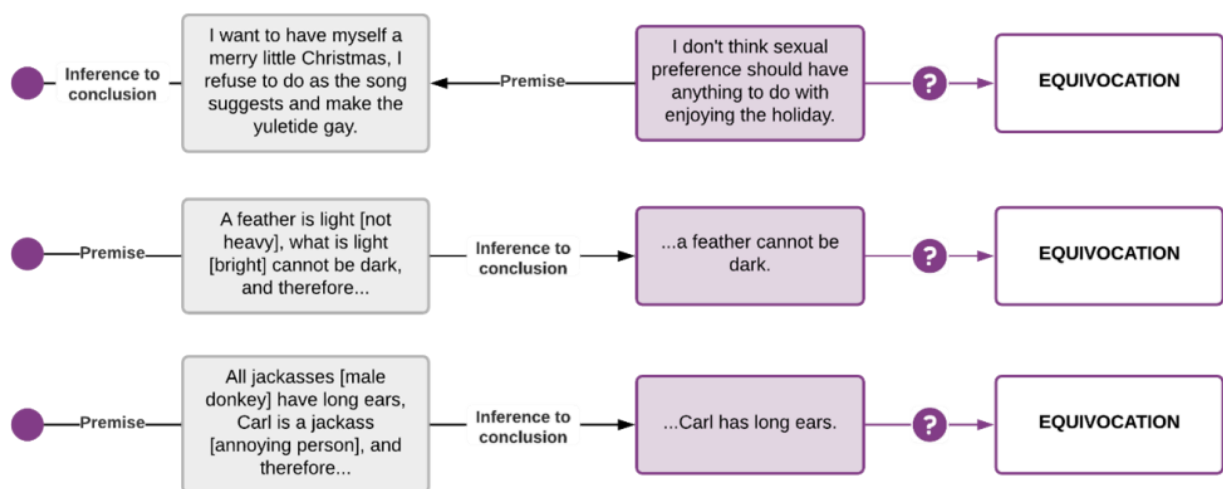 I want to have myself a
merry little Christmas, I
refuse to do as the song
suggests and make the
yuletide gay.
Inference to
conclusion
Premise
I don't think sexual
preference should have
anything to do with
enjoying the holiday.
?
EQUIVOCATION
Premise
A feather is light [not
heavy], what is light
[bright] cannot be dark,
and therefore...
Inference to
conclusion
...a feather cannot be
dark.
?
EQUIVOCATION
Premise
All jackasses [male
donkey] have long ears,
Carl is a jackass
[annoying person], and
therefore...
Inference to
conclusion
...Carl has long ears.
?
EQUIVOCATION